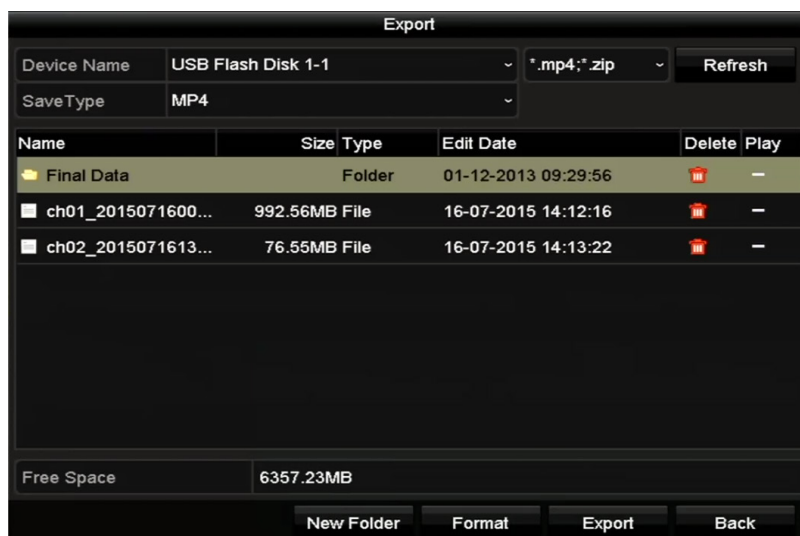 Export
Device Name USB Flash Disk 1-1 *.mp4;*.zip Refresh
SaveType MP4
Name Size Type Edit Date Delete Play
Final Data Folder 01-12-2013 09:29:56 –
ch01_2015071600... 992.56MB File 16-07-2015 14:12:16 –
ch02_2015071613... 76.55MB File 16-07-2015 14:13:22 –
Free Space 6357.23MB
New Folder Format Export Back